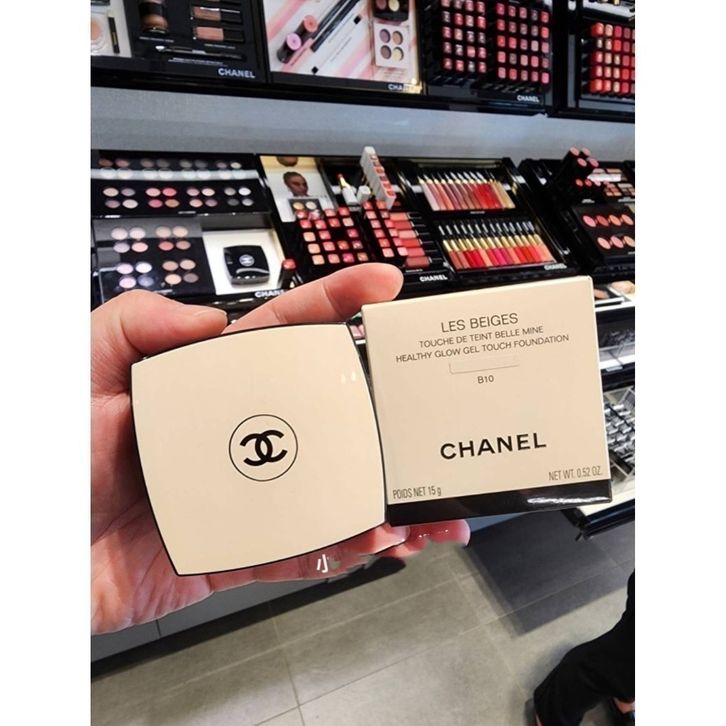 CHANEL
CHANEL
CHANEL
CHANEL
CHANEL
CHANEL
LES BEIGES
TOUCHE DE TEINT BELLE MINE
HEALTHY GLOW GEL TOUCH FOUNDATION
B10
CHANEL
POIDS NET 15 g
NET WT. 0.52 OZ.
小